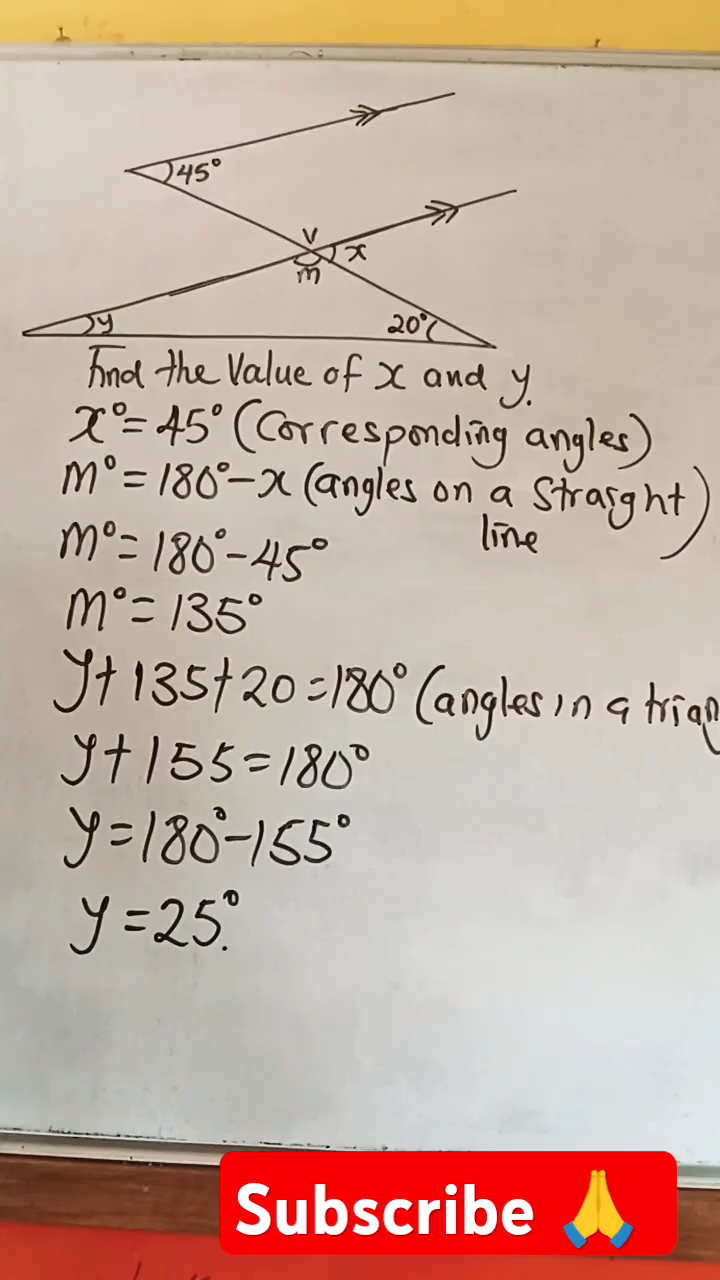 45°
V
x
m
y
20°
Find the Value of x and y.
x° = 45° (Corresponding angles)
m° = 180° - x (angles on a Straight line)
m° = 180° - 45°
m° = 135°
y + 135 + 20 = 180° (angles in a trian
y + 155 = 180°
y = 180° - 155°
y = 25°.
Subscribe 🙏